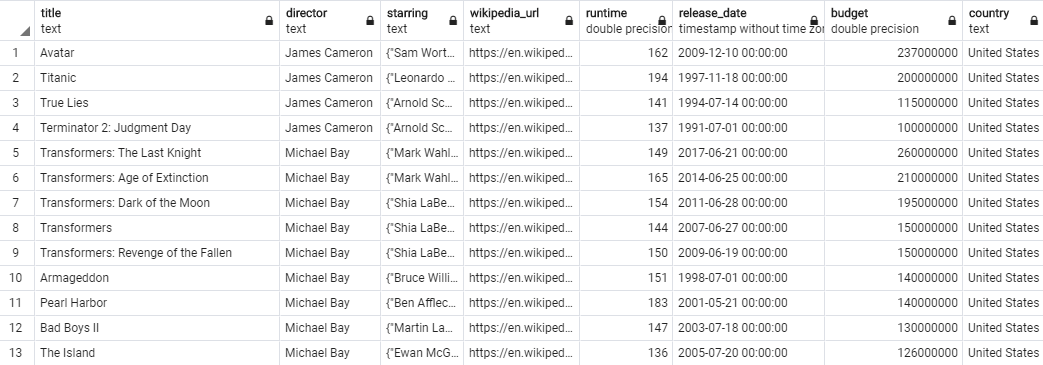 title director starring wikipedia_url runtime release_date budget country
text text text text double precision timestamp without time zor double precision text
1 Avatar James Cameron {"Sam Wort... https://en.wikiped... 162 2009-12-10 00:00:00 237000000 United States
2 Titanic James Cameron {"Leonardo ... https://en.wikiped... 194 1997-11-18 00:00:00 200000000 United States
3 True Lies James Cameron {"Arnold Sc... https://en.wikiped... 141 1994-07-14 00:00:00 115000000 United States
4 Terminator 2: Judgment Day James Cameron {"Arnold Sc... https://en.wikiped... 137 1991-07-01 00:00:00 100000000 United States
5 Transformers: The Last Knight Michael Bay {"Mark Wahl... https://en.wikiped... 149 2017-06-21 00:00:00 260000000 United States
6 Transformers: Age of Extinction Michael Bay {"Mark Wahl... https://en.wikiped... 165 2014-06-25 00:00:00 210000000 United States
7 Transformers: Dark of the Moon Michael Bay {"Shia LaBe... https://en.wikiped... 154 2011-06-28 00:00:00 195000000 United States
8 Transformers Michael Bay {"Shia LaBe... https://en.wikiped... 144 2007-06-27 00:00:00 150000000 United States
9 Transformers: Revenge of the Fallen Michael Bay {"Shia LaBe... https://en.wikiped... 150 2009-06-19 00:00:00 150000000 United States
10 Armageddon Michael Bay {"Bruce Willi... https://en.wikiped... 151 1998-07-01 00:00:00 140000000 United States
11 Pearl Harbor Michael Bay {"Ben Afflec... https://en.wikiped... 183 2001-05-21 00:00:00 140000000 United States
12 Bad Boys II Michael Bay {"Martin La... https://en.wikiped... 147 2003-07-18 00:00:00 130000000 United States
13 The Island Michael Bay {"Ewan McG... https://en.wikiped... 136 2005-07-20 00:00:00 126000000 United States